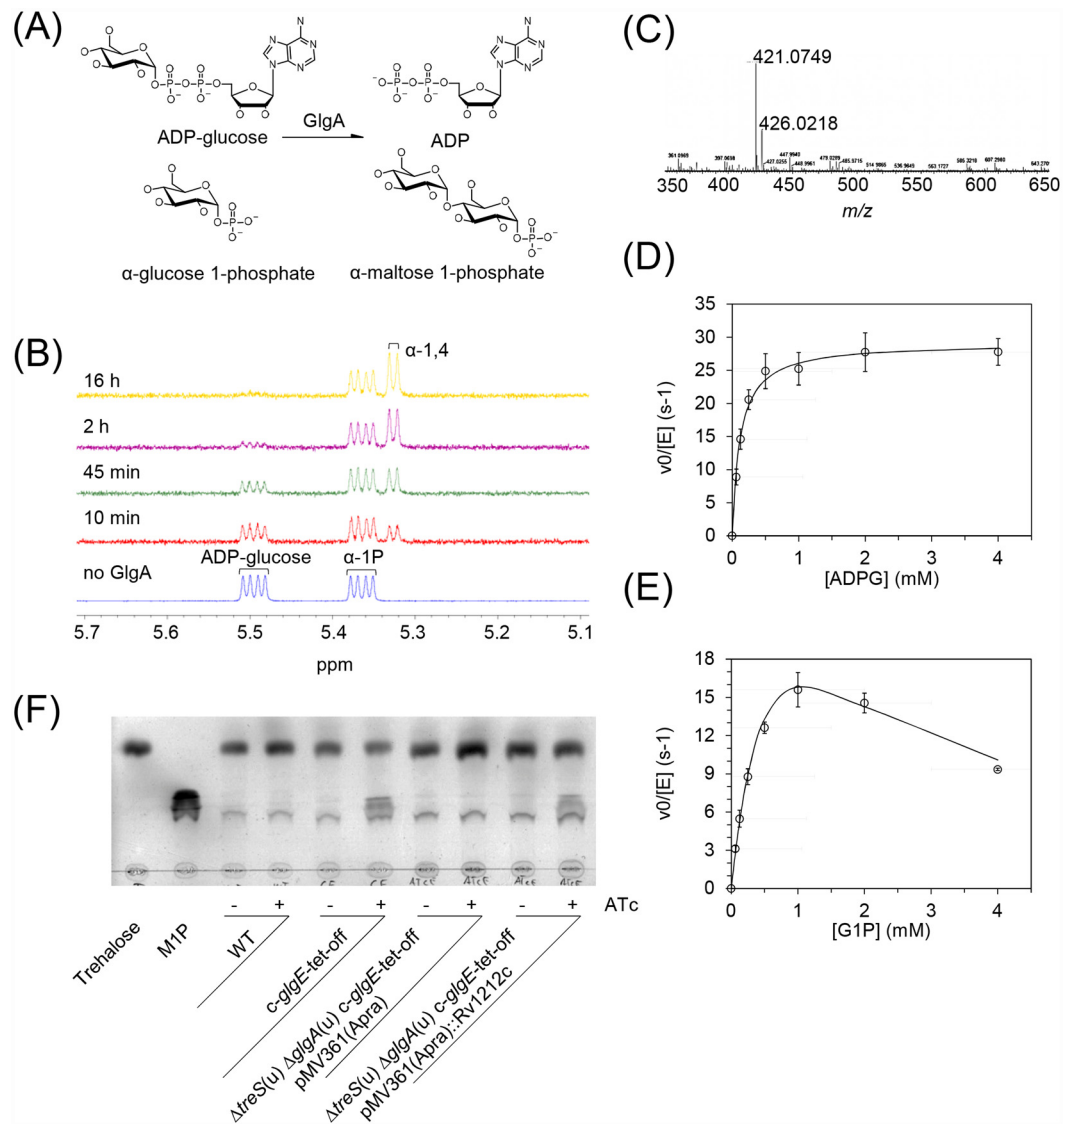 (A)
ADP-glucose
GlgA
ADP
α-glucose 1-phosphate
α-maltose 1-phosphate
(B)
16 h
α-1,4
2 h
45 min
10 min
no GlgA
ADP-glucose
α-1P
5.7 5.6 5.5 5.4 5.3 5.2 5.1
ppm
(C)
421.0749
426.0218
350 400 450 500 550 600 650
m/z
(D)
35
30
25
20
15
10
5
0
v0/[E] (s-1)
0 1 2 3 4
[ADPG] (mM)
(E)
18
15
12
9
6
3
0
v0/[E] (s-1)
0 1 2 3 4
[G1P] (mM)
(F)
- + - + - + - + ATc
Trehalose
M1P
WT
c-glgE-tet-off
ΔtreS(u) ΔglgA(u) c-glgE-tet-off
pMV361(Apra)
ΔtreS(u) ΔglgA(u) c-glgE-tet-off
pMV361(Apra)::Rv1212c